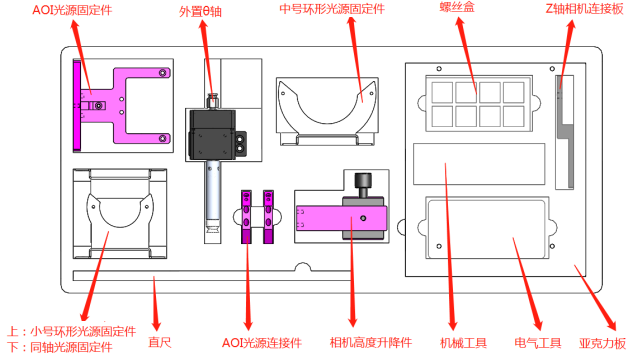 AOI光源固定件
外置θ轴
中号环形光源固定件
螺丝盒
Z轴相机连接板
上：小号环形光源固定件
下：同轴光源固定件
直尺
AOI光源连接件
相机高度升降件
机械工具
电气工具
亚克力板